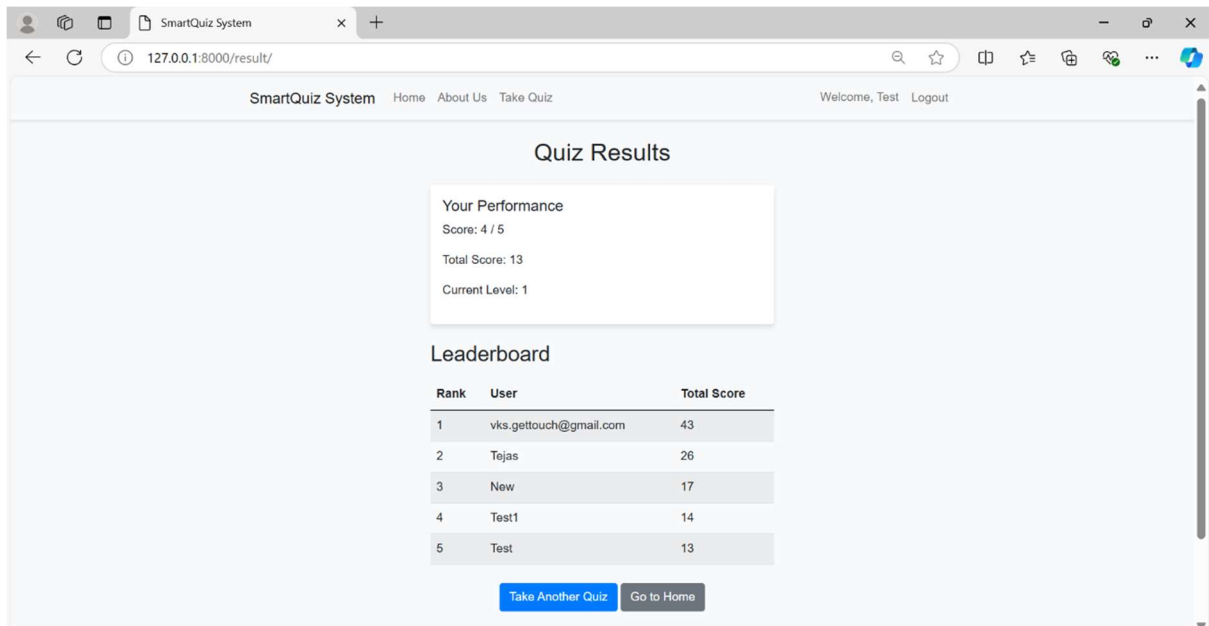 SmartQuiz System
127.0.0.1:8000/result/
SmartQuiz System Home About Us Take Quiz Welcome, Test Logout
Quiz Results
Your Performance
Score: 4 / 5
Total Score: 13
Current Level: 1
Leaderboard
Rank User Total Score
1 vks.gettouch@gmail.com 43
2 Tejas 26
3 New 17
4 Test1 14
5 Test 13
Take Another Quiz Go to Home